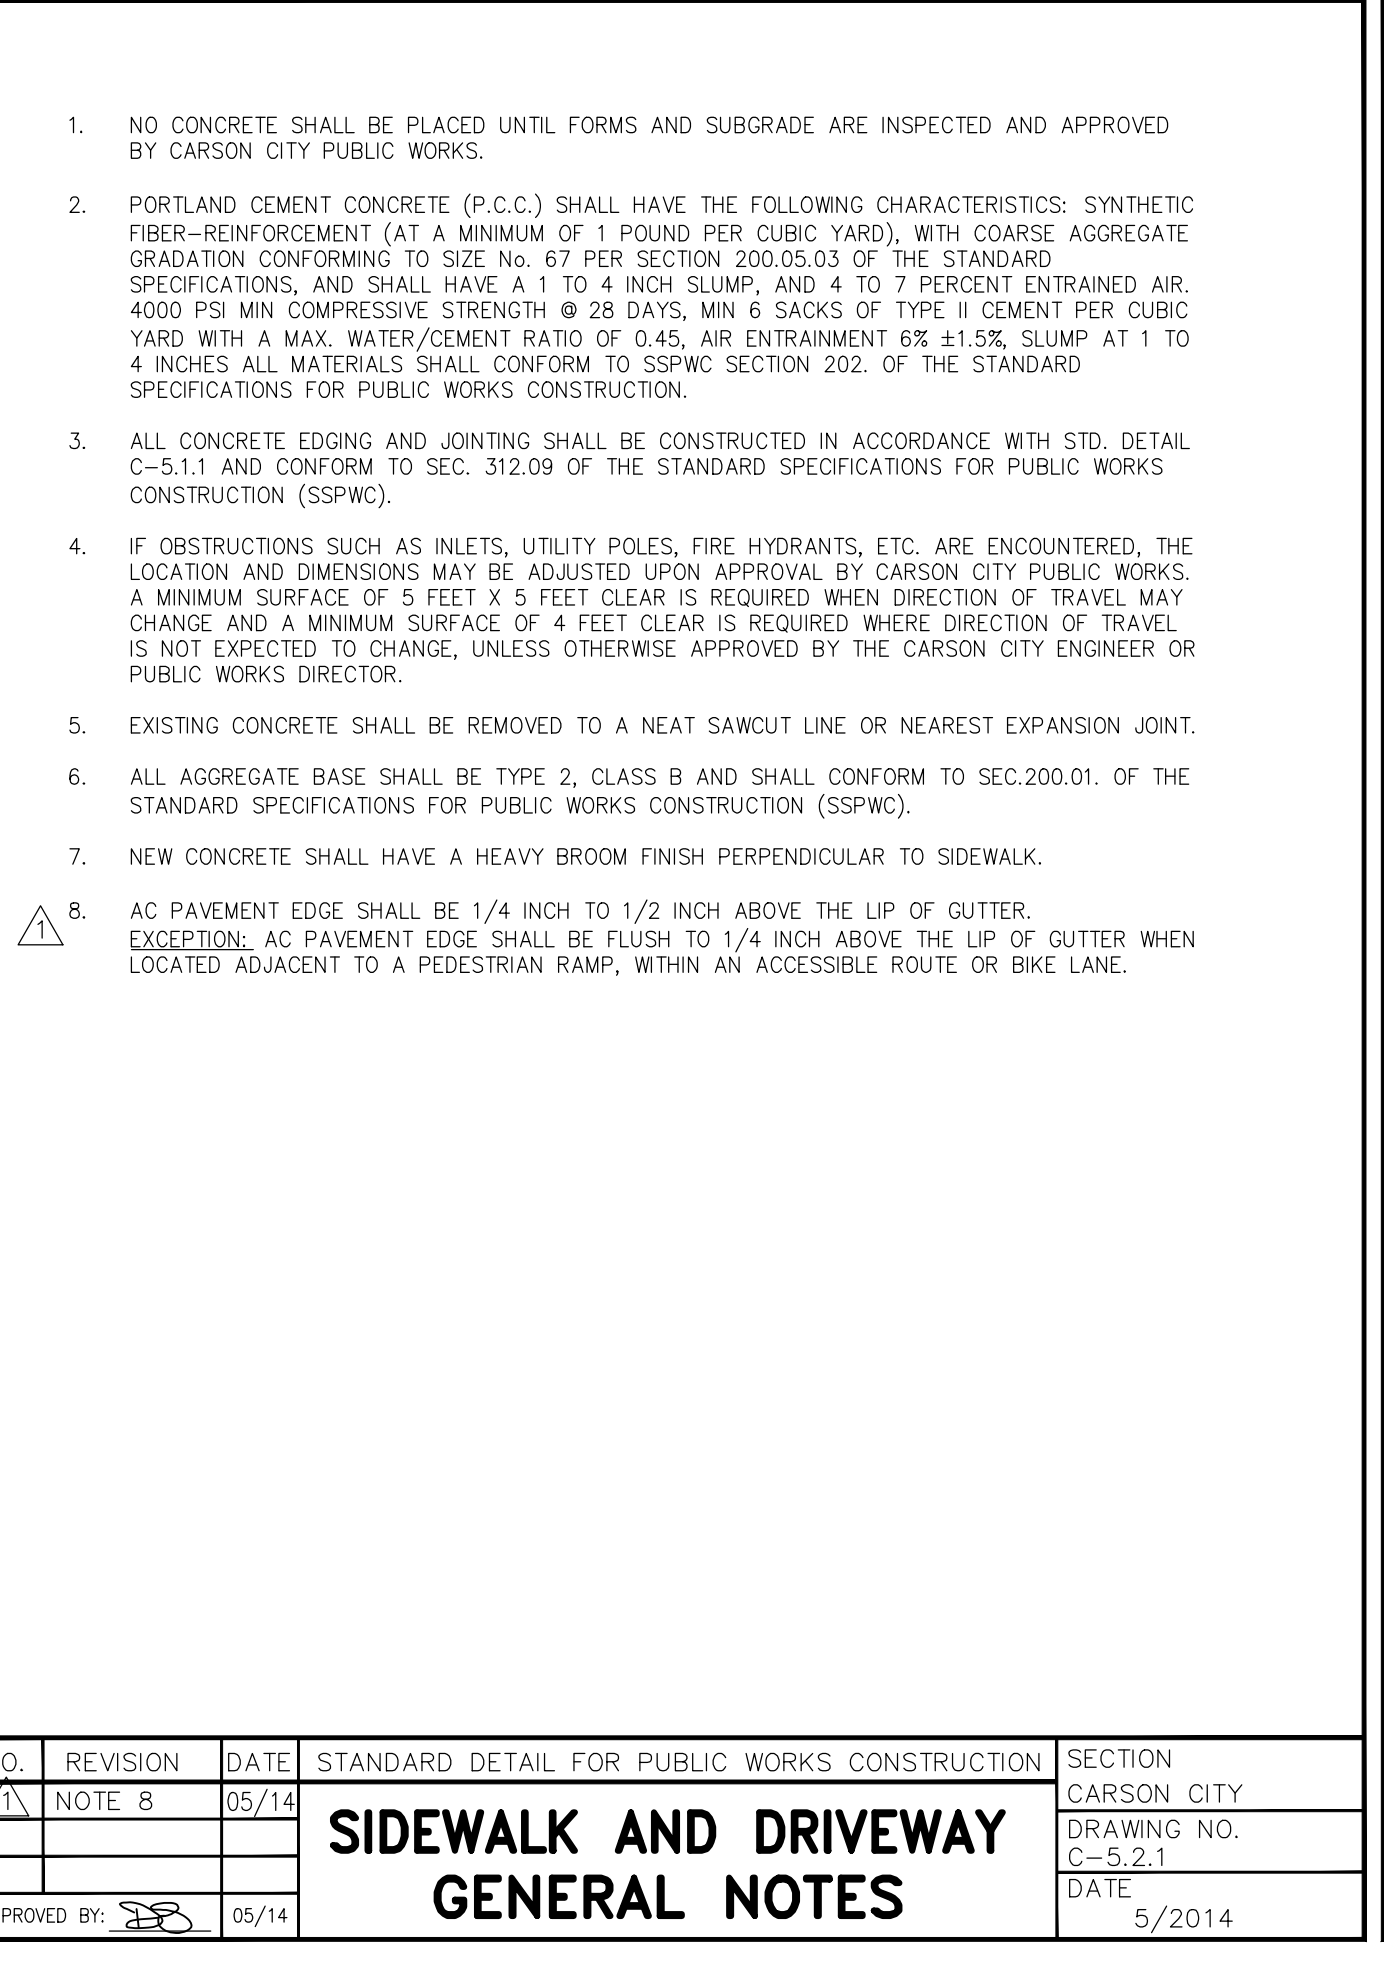 1. NO CONCRETE SHALL BE PLACED UNTIL FORMS AND SUBGRADE ARE INSPECTED AND APPROVED
BY CARSON CITY PUBLIC WORKS.
2. PORTLAND CEMENT CONCRETE (P.C.C.) SHALL HAVE THE FOLLOWING CHARACTERISTICS: SYNTHETIC
FIBER-REINFORCEMENT (AT A MINIMUM OF 1 POUND PER CUBIC YARD), WITH COARSE AGGREGATE
GRADATION CONFORMING TO SIZE No. 67 PER SECTION 200.05.03 OF THE STANDARD
SPECIFICATIONS, AND SHALL HAVE A 1 TO 4 INCH SLUMP, AND 4 TO 7 PERCENT ENTRAINED AIR.
4000 PSI MIN COMPRESSIVE STRENGTH @ 28 DAYS, MIN 6 SACKS OF TYPE II CEMENT PER CUBIC
YARD WITH A MAX. WATER/CEMENT RATIO OF 0.45, AIR ENTRAINMENT 6% ±1.5%, SLUMP AT 1 TO
4 INCHES ALL MATERIALS SHALL CONFORM TO SSPWC SECTION 202. OF THE STANDARD
SPECIFICATIONS FOR PUBLIC WORKS CONSTRUCTION.
3. ALL CONCRETE EDGING AND JOINTING SHALL BE CONSTRUCTED IN ACCORDANCE WITH STD. DETAIL
C-5.1.1 AND CONFORM TO SEC. 312.09 OF THE STANDARD SPECIFICATIONS FOR PUBLIC WORKS
CONSTRUCTION (SSPWC).
4. IF OBSTRUCTIONS SUCH AS INLETS, UTILITY POLES, FIRE HYDRANTS, ETC. ARE ENCOUNTERED, THE
LOCATION AND DIMENSIONS MAY BE ADJUSTED UPON APPROVAL BY CARSON CITY PUBLIC WORKS.
A MINIMUM SURFACE OF 5 FEET X 5 FEET CLEAR IS REQUIRED WHEN DIRECTION OF TRAVEL MAY
CHANGE AND A MINIMUM SURFACE OF 4 FEET CLEAR IS REQUIRED WHERE DIRECTION OF TRAVEL
IS NOT EXPECTED TO CHANGE, UNLESS OTHERWISE APPROVED BY THE CARSON CITY ENGINEER OR
PUBLIC WORKS DIRECTOR.
5. EXISTING CONCRETE SHALL BE REMOVED TO A NEAT SAWCUT LINE OR NEAREST EXPANSION JOINT.
6. ALL AGGREGATE BASE SHALL BE TYPE 2, CLASS B AND SHALL CONFORM TO SEC.200.01. OF THE
STANDARD SPECIFICATIONS FOR PUBLIC WORKS CONSTRUCTION (SSPWC).
7. NEW CONCRETE SHALL HAVE A HEAVY BROOM FINISH PERPENDICULAR TO SIDEWALK.
1 8. AC PAVEMENT EDGE SHALL BE 1/4 INCH TO 1/2 INCH ABOVE THE LIP OF GUTTER.
EXCEPTION: AC PAVEMENT EDGE SHALL BE FLUSH TO 1/4 INCH ABOVE THE LIP OF GUTTER WHEN
LOCATED ADJACENT TO A PEDESTRIAN RAMP, WITHIN AN ACCESSIBLE ROUTE OR BIKE LANE.
O. REVISION DATE
1 NOTE 8 05/14
PROVED BY: 05/14
STANDARD DETAIL FOR PUBLIC WORKS CONSTRUCTION
SIDEWALK AND DRIVEWAY
GENERAL NOTES
SECTION
CARSON CITY
DRAWING NO.
C-5.2.1
DATE
5/2014